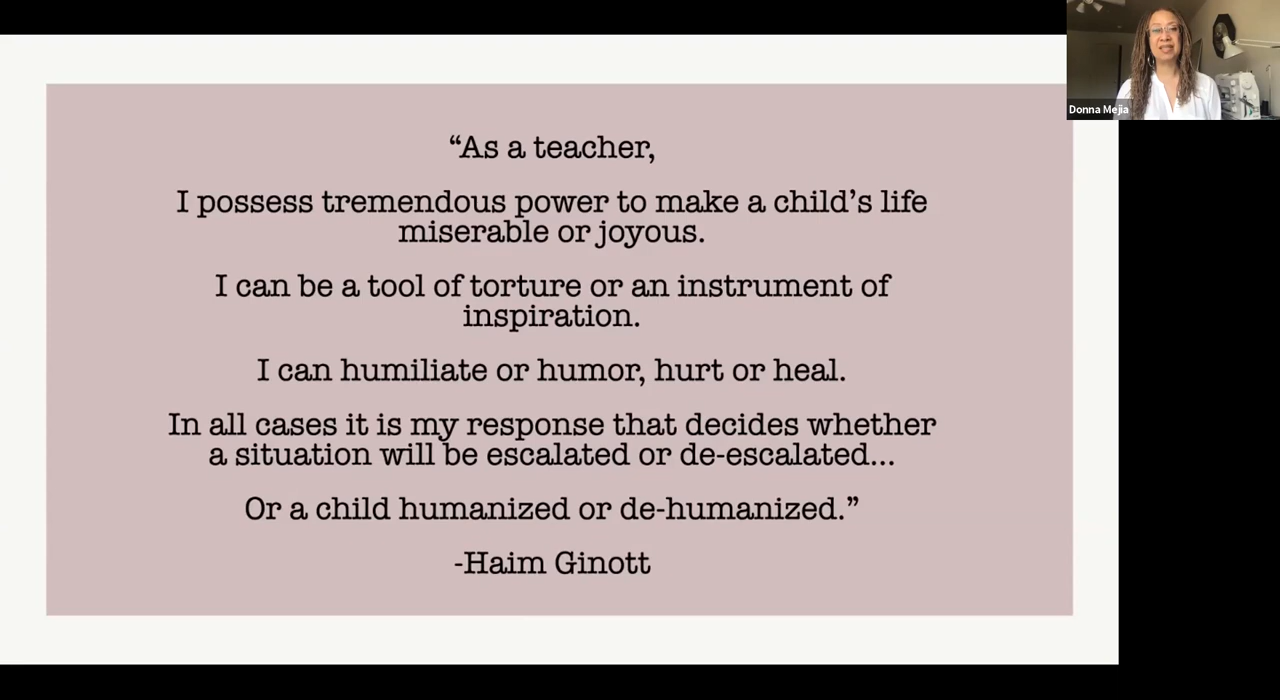 “As a teacher,
I possess tremendous power to make a child’s life
miserable or joyous.
I can be a tool of torture or an instrument of
inspiration.
I can humiliate or humor, hurt or heal.
In all cases it is my response that decides whether
a situation will be escalated or de-escalated...
Or a child humanized or de-humanized.”
-Haim Ginott
Donna Mejia